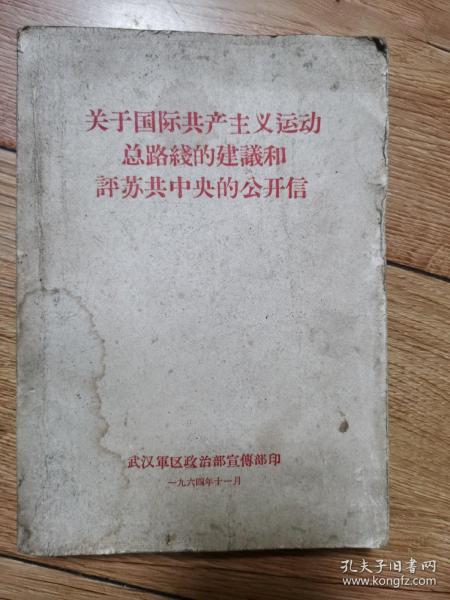 关于国际共产主义运动
总路綫的建議和
評苏共中央的公开信
武汉軍区政治部宣傳部印
一九六四年十一月
孔夫子旧书网
www.kongfz.com